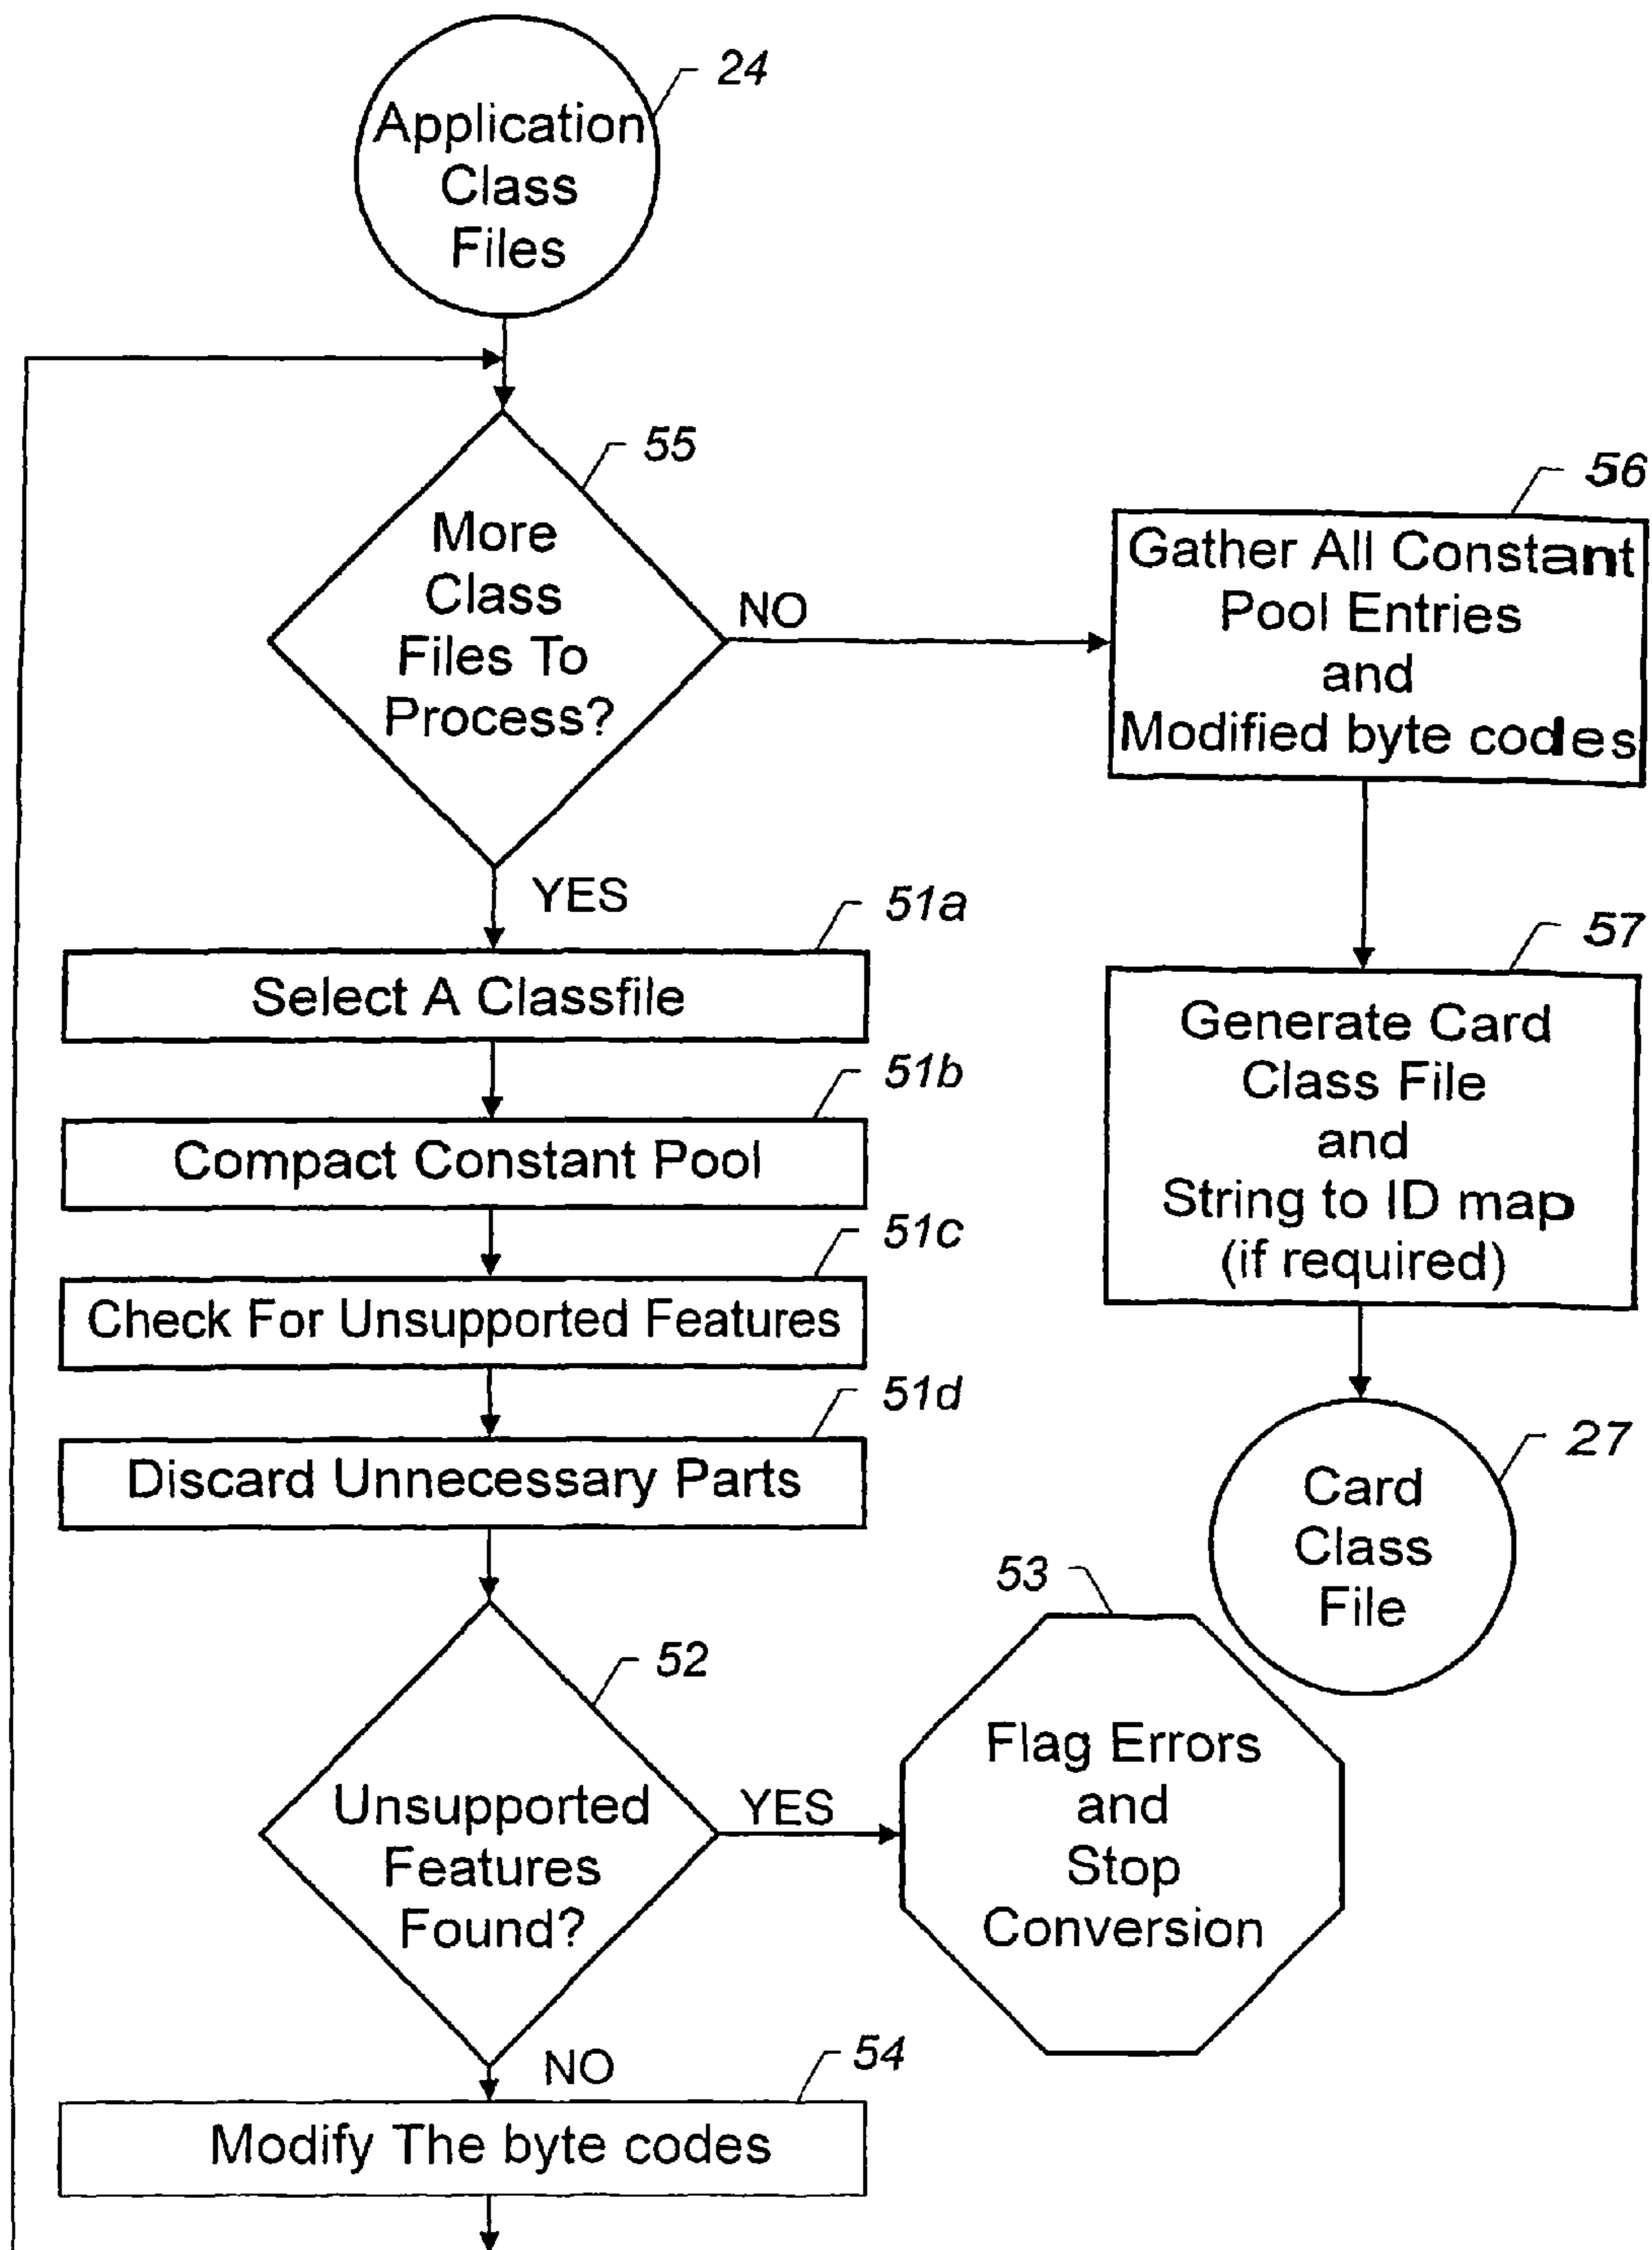 24
Application
Class
Files
55
More
Class
Files To
Process?
NO
56
Gather All Constant
Pool Entries
and
Modified byte codes
YES
51a
Select A Classfile
57
Generate Card
Class File
and
String to ID map
(if required)
51b
Compact Constant Pool
51c
Check For Unsupported Features
51d
Discard Unnecessary Parts
27
Card
Class
File
52
Unsupported
Features
Found?
YES
53
Flag Errors
and
Stop
Conversion
NO
54
Modify The byte codes